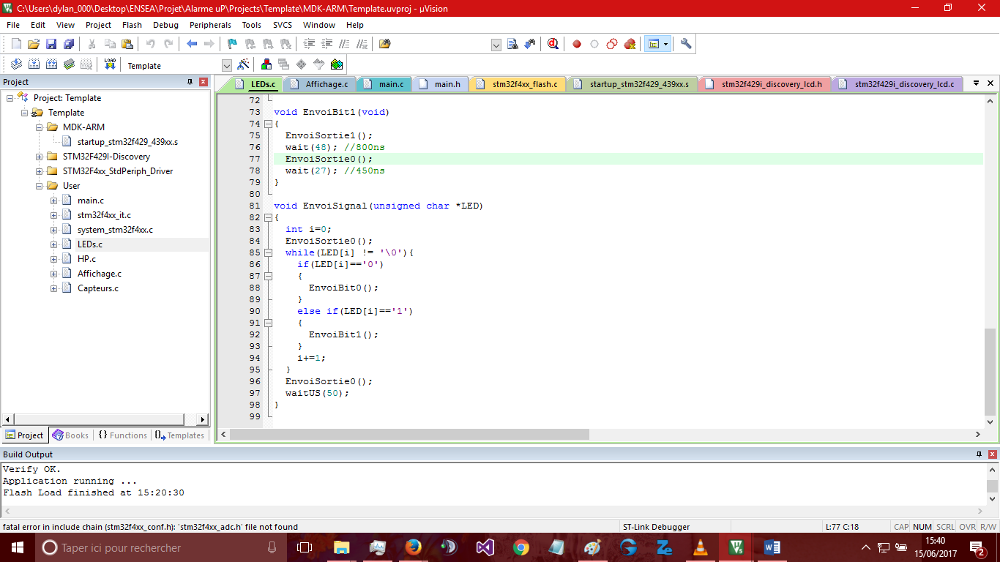 C:\Users\dylan_000\Desktop\ENSEA\Projet\Alarme uP\Projects\Template\MDK-ARM\Template.uvproj - µVision
File Edit View Project Flash Debug Peripherals Tools SVCS Window Help
LOAD Template
Project
LEDs.c Affichage.c main.c main.h stm32f4xx_flash.c startup_stm32f429_439xx.s stm32f429i_discovery_lcd.h stm32f429i_discovery_lcd.c
Project: Template
Template
MDK-ARM
startup_stm32f429_439xx.s
STM32F429I-Discovery
STM32F4xx_StdPeriph_Driver
User
main.c
stm32f4xx_it.c
system_stm32f4xx.c
LEDs.c
HP.c
Affichage.c
Capteurs.c
Project Books {} Functions Templates
72
73 void EnvoiBit1(void)
74 {
75 EnvoiSortie1();
76 wait(48); //800ns
77 EnvoiSortie0();
78 wait(27); //450ns
79 }
80
81 void EnvoiSignal(unsigned char *LED)
82 {
83 int i=0;
84 EnvoiSortie0();
85 while(LED[i] != '\0'){
86 if(LED[i]=='0')
87 {
88 EnvoiBit0();
89 }
90 else if(LED[i]=='1')
91 {
92 EnvoiBit1();
93 }
94 i+=1;
95 }
96 EnvoiSortie0();
97 waitUS(50);
98 }
99
Build Output
Verify OK.
Application running ...
Flash Load finished at 15:20:30
fatal error in include chain (stm32f4xx_conf.h): 'stm32f4xx_adc.h' file not found ST-Link Debugger L:77 C:18 CAP NUM SCRL OVR R/W
Taper ici pour rechercher
15:40
15/06/2017
2